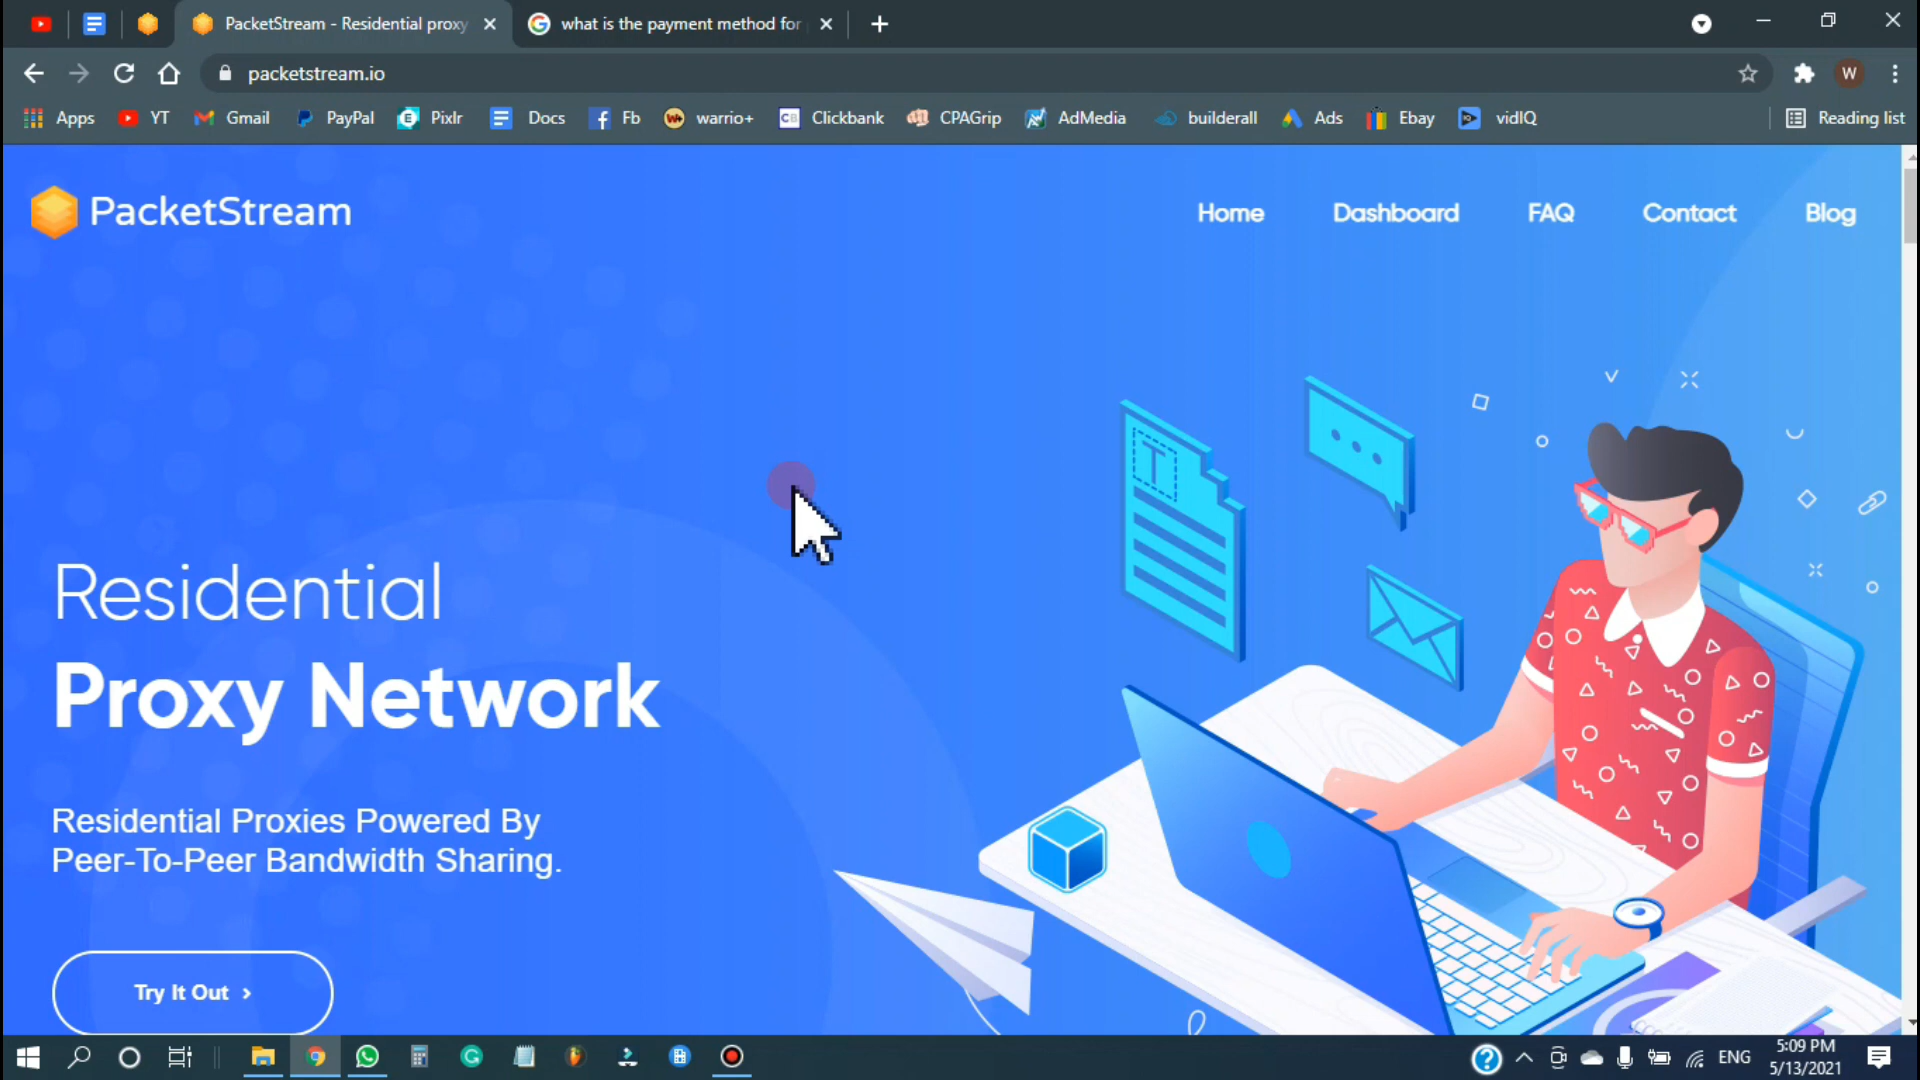 PacketStream - Residential proxy
what is the payment method for
packetstream.io
W
Apps
YT
Gmail
PayPal
Pixlr
Docs
Fb
warrio+
Clickbank
CPAGrip
AdMedia
builderall
Ads
Ebay
vidIQ
Reading list
PacketStream
Home
Dashboard
FAQ
Contact
Blog
T
Residential
Proxy Network
Residential Proxies Powered By
Peer-To-Peer Bandwidth Sharing.
Try It Out ›
ENG
5:09 PM
5/13/2021